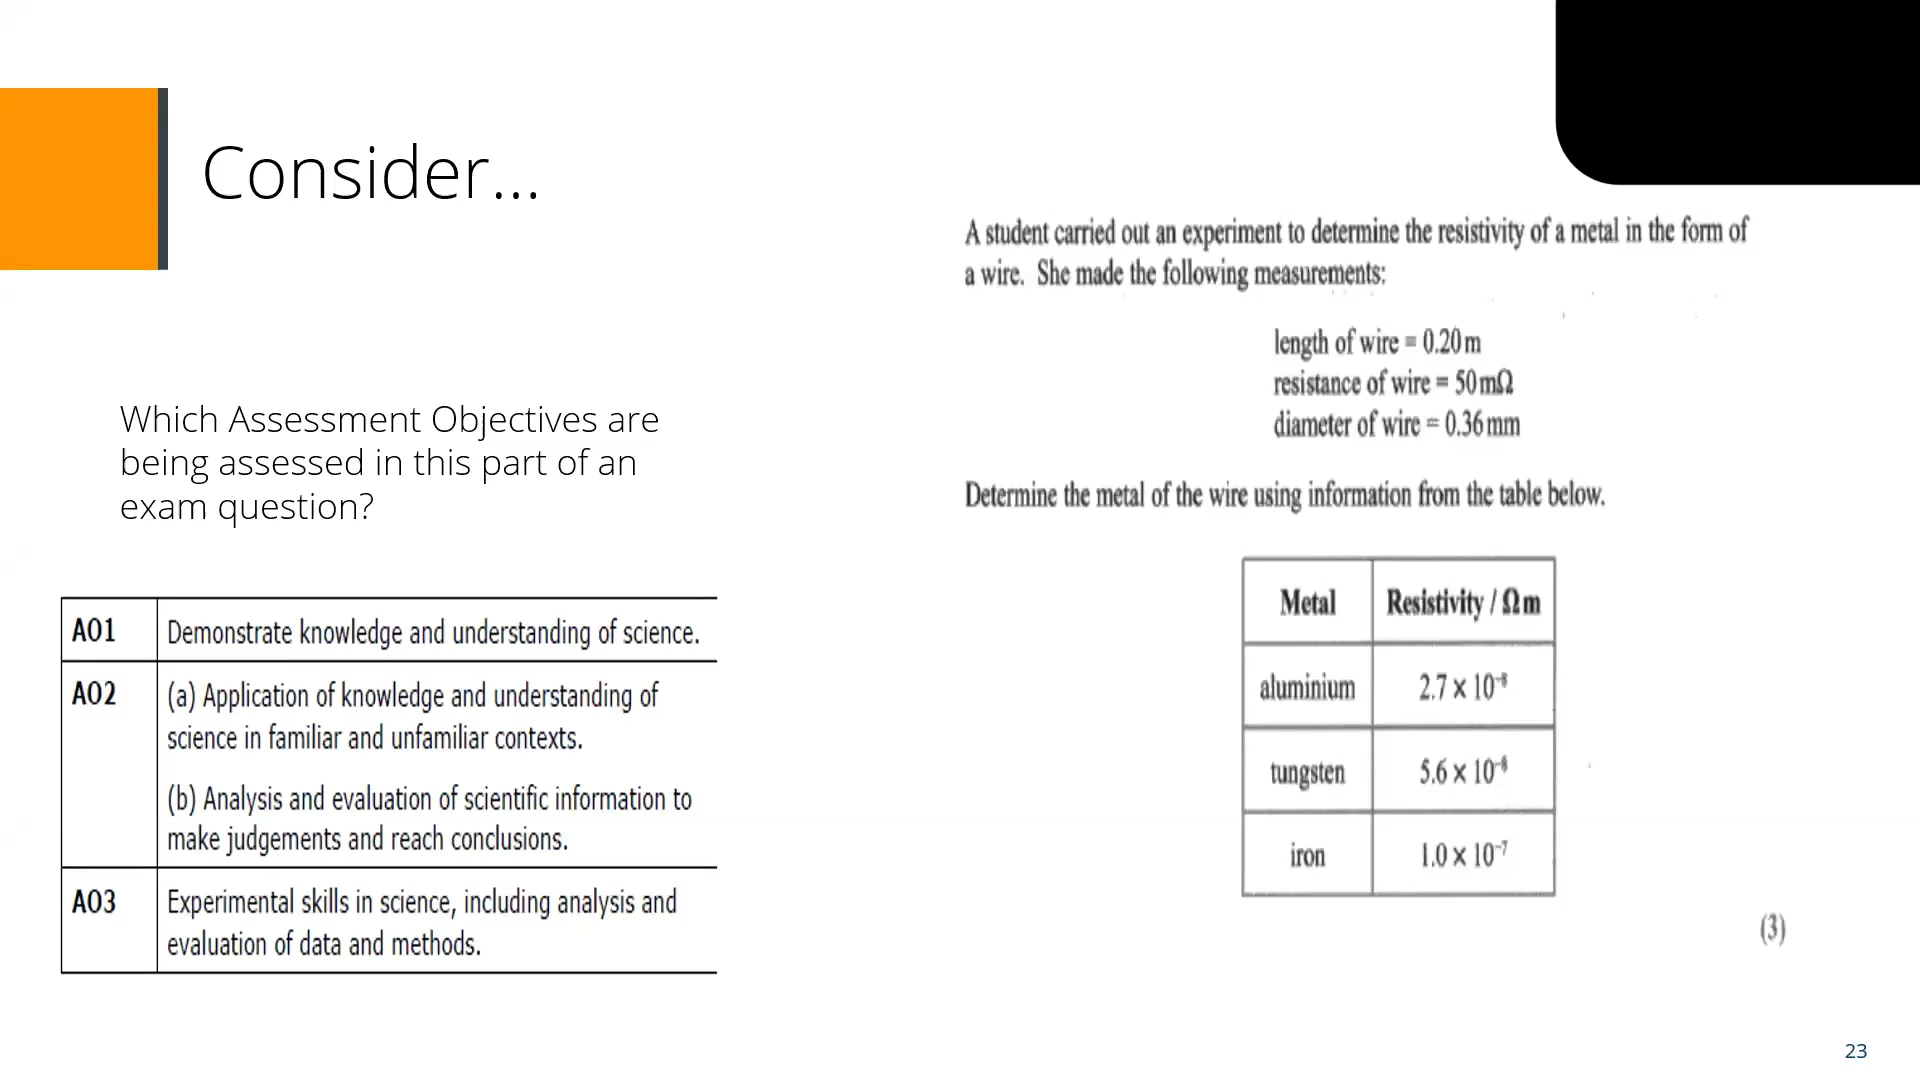 Consider...
Which Assessment Objectives are
being assessed in this part of an
exam question?
AO1 Demonstrate knowledge and understanding of science.
AO2 (a) Application of knowledge and understanding of
science in familiar and unfamiliar contexts.
(b) Analysis and evaluation of scientific information to
make judgements and reach conclusions.
AO3 Experimental skills in science, including analysis and
evaluation of data and methods.
A student carried out an experiment to determine the resistivity of a metal in the form of
a wire. She made the following measurements:
length of wire = 0.20 m
resistance of wire = 50 mΩ
diameter of wire = 0.36 mm
Determine the metal of the wire using information from the table below.
Metal Resistivity / Ω m
aluminium 2.7 × 10⁻⁸
tungsten 5.6 × 10⁻⁸
iron 1.0 × 10⁻⁷
(3)
23